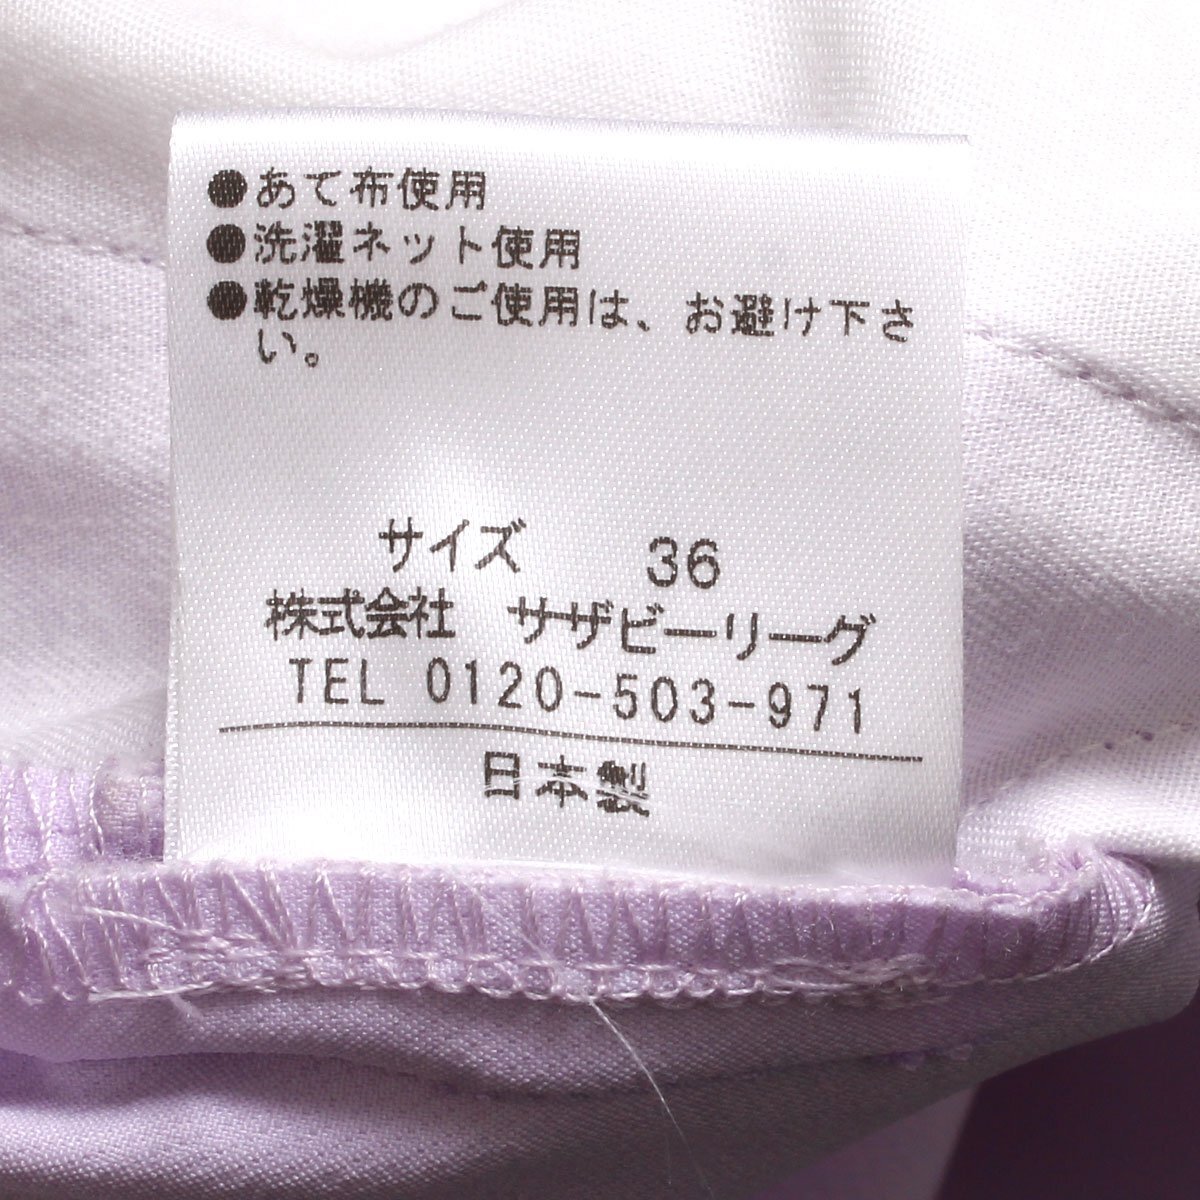 ●あて布使用
●洗濯ネット使用
●乾燥機のご使用は、お避け下さ
い。
サイズ 36
株式会社 サザビーリーグ
TEL 0120-503-971
日本製